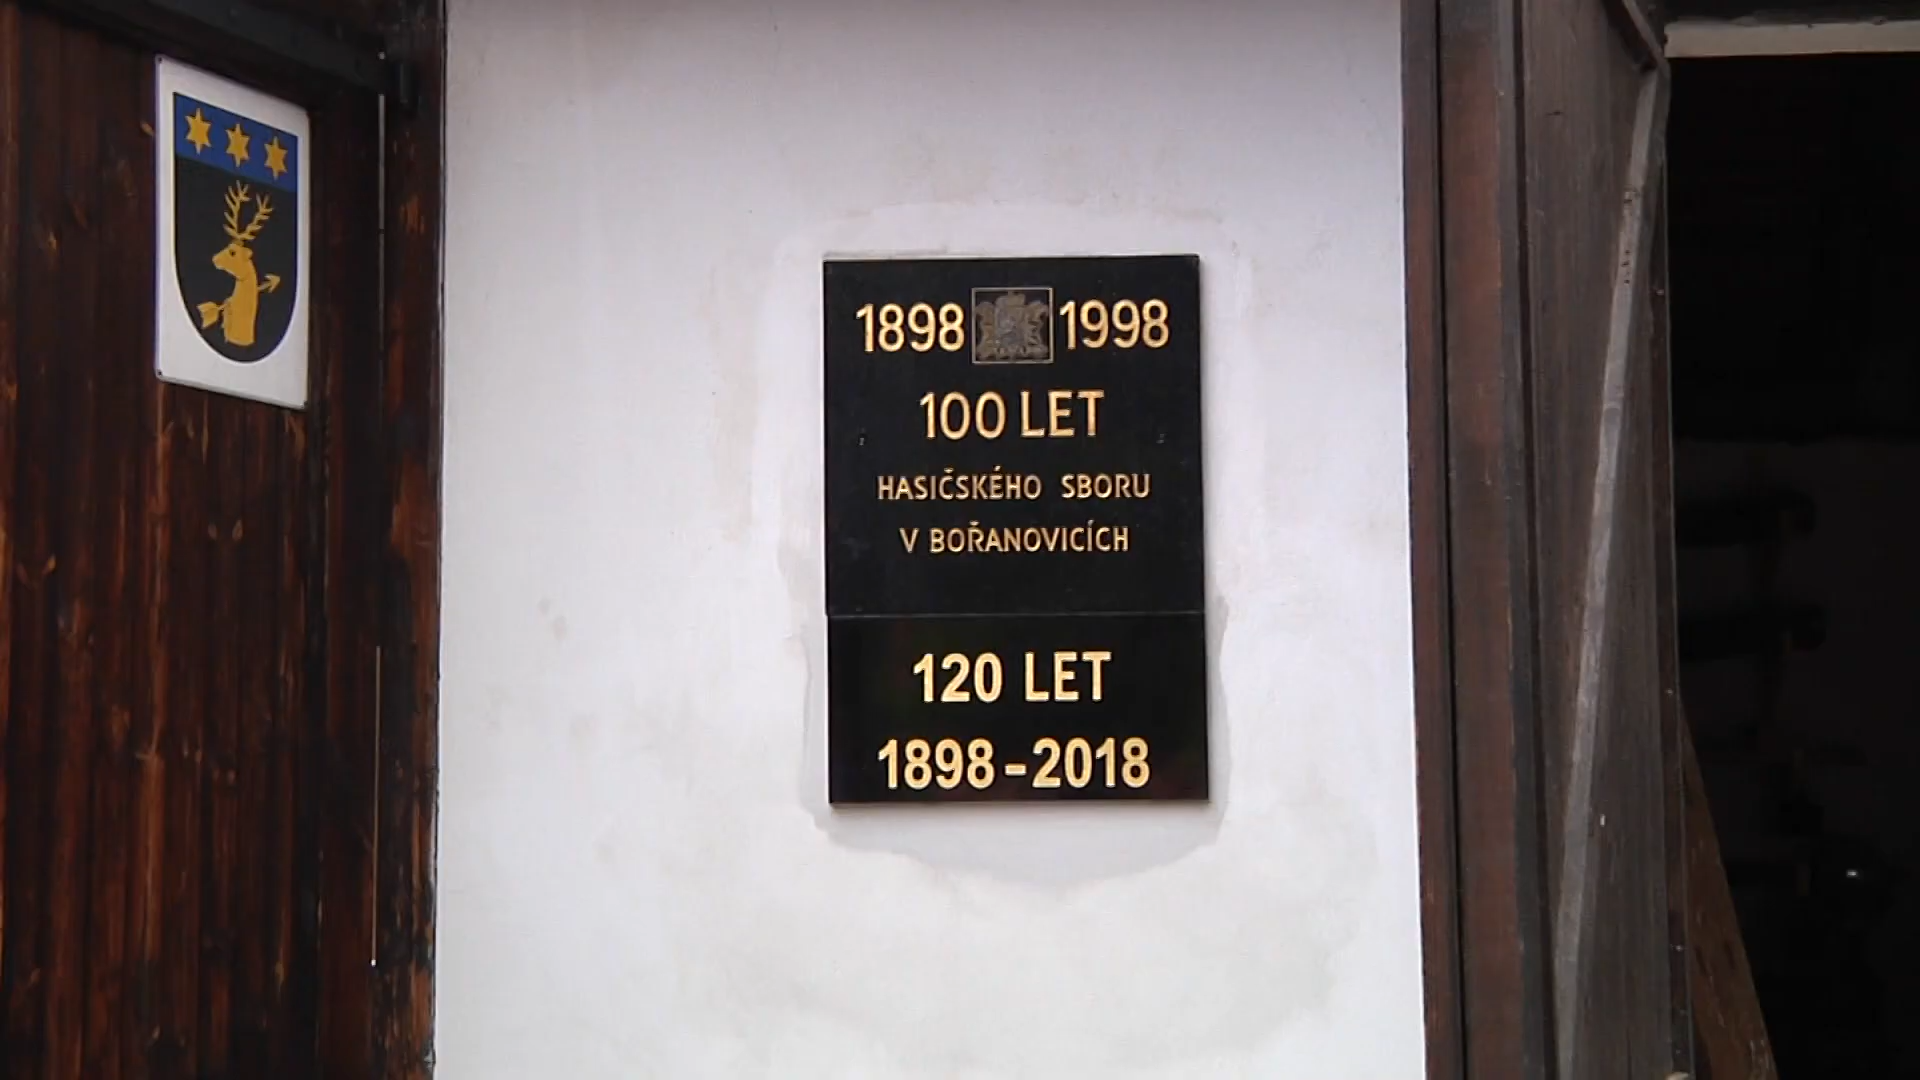 1898 1998
100 LET
HASIČSKÉHO SBORU
V BOŘANOVICÍCH
120 LET
1898-2018